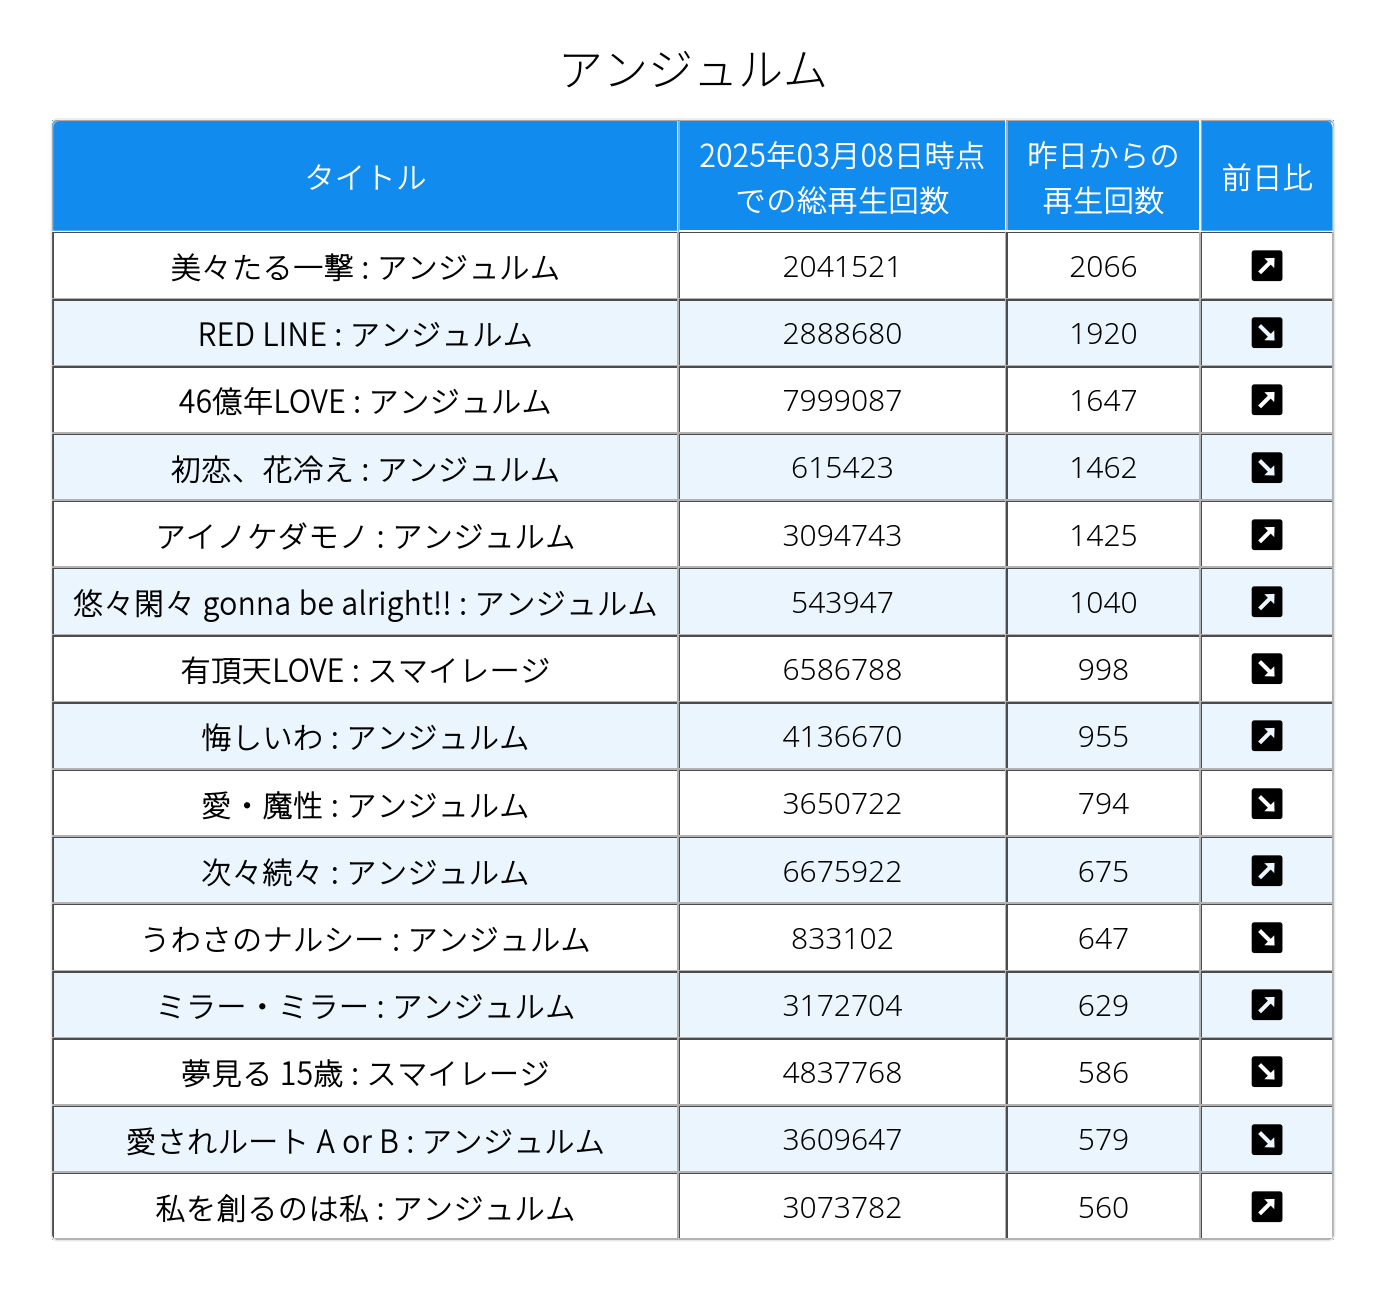 アンジュルム
タイトル
2025年03月08日時点
での総再生回数
昨日からの
再生回数
前日比
美々たる一撃 : アンジュルム 2041521 2066 ↗
RED LINE : アンジュルム 2888680 1920 ↘
46億年LOVE : アンジュルム 7999087 1647 ↗
初恋、花冷え : アンジュルム 615423 1462 ↘
アイノケダモノ : アンジュルム 3094743 1425 ↗
悠々閑々 gonna be alright!! : アンジュルム 543947 1040 ↗
有頂天LOVE : スマイレージ 6586788 998 ↘
悔しいわ : アンジュルム 4136670 955 ↗
愛・魔性 : アンジュルム 3650722 794 ↘
次々続々 : アンジュルム 6675922 675 ↗
うわさのナルシー : アンジュルム 833102 647 ↘
ミラー・ミラー : アンジュルム 3172704 629 ↗
夢見る 15歳 : スマイレージ 4837768 586 ↘
愛されルート A or B : アンジュルム 3609647 579 ↘
私を創るのは私 : アンジュルム 3073782 560 ↗